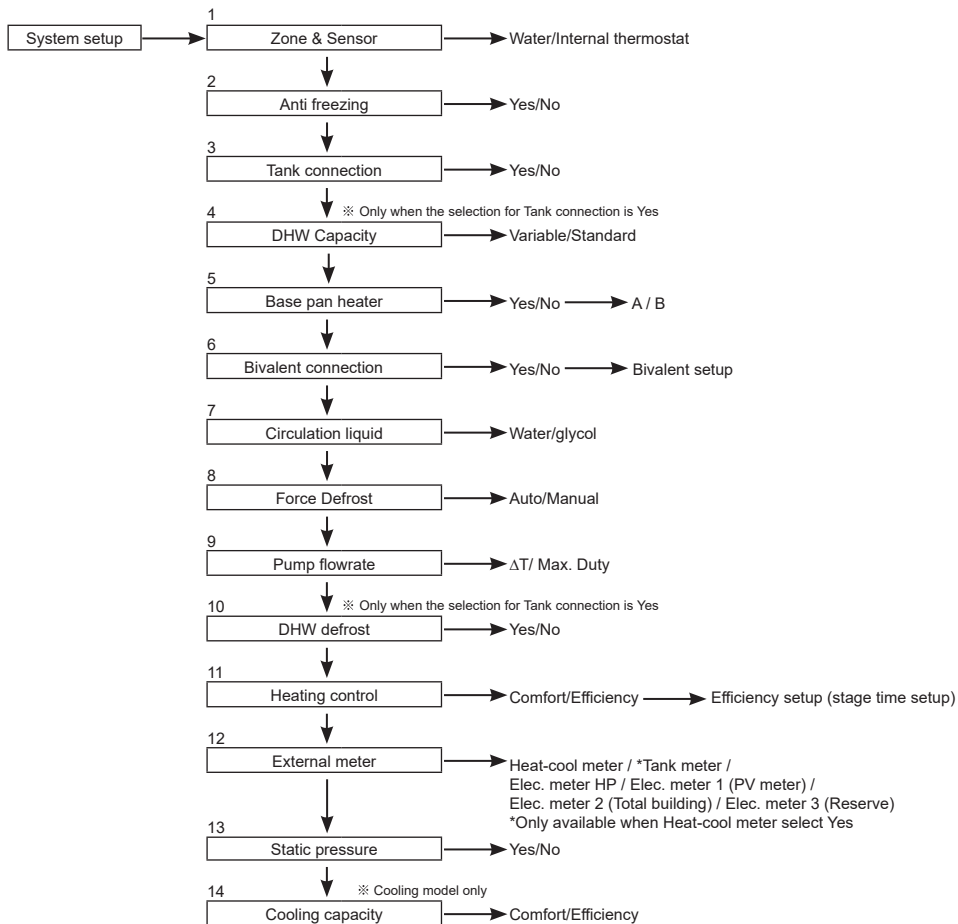 1
System setup
Zone & Sensor
Water/Internal thermostat
2
Anti freezing
Yes/No
3
Tank connection
Yes/No
4
※ Only when the selection for Tank connection is Yes
DHW Capacity
Variable/Standard
5
Base pan heater
Yes/No
A / B
6
Bivalent connection
Yes/No
Bivalent setup
7
Circulation liquid
Water/glycol
8
Force Defrost
Auto/Manual
9
Pump flowrate
∆T/ Max. Duty
10
※ Only when the selection for Tank connection is Yes
DHW defrost
Yes/No
11
Heating control
Comfort/Efficiency
Efficiency setup (stage time setup)
12
External meter
Heat-cool meter / *Tank meter /
Elec. meter HP / Elec. meter 1 (PV meter) /
Elec. meter 2 (Total building) / Elec. meter 3 (Reserve)
*Only available when Heat-cool meter select Yes
13
Static pressure
Yes/No
14
※ Cooling model only
Cooling capacity
Comfort/Efficiency